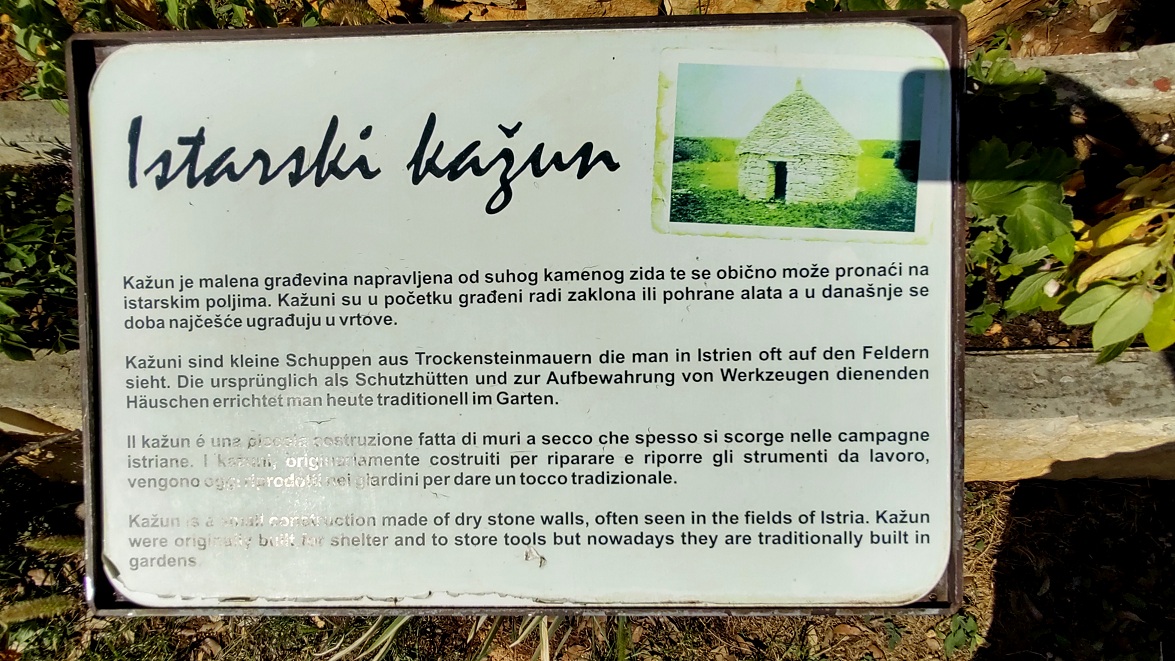 Istarski kažun
Kažun je malena građevina napravljena od suhog kamenog zida te se obično može pronaći na
istarskim poljima. Kažuni su u početku građeni radi zaklona ili pohrane alata a u današnje se
doba najčešće ugrađuju u vrtove.
Kažuni sind kleine Schuppen aus Trockensteinmauern die man in Istrien oft auf den Feldern
sieht. Die ursprünglich als Schutzhütten und zur Aufbewahrung von Werkzeugen dienenden
Häuschen errichtet man heute traditionell im Garten.
Il kažun é una piccola costruzione fatta di muri a secco che spesso si scorge nelle campagne
istriane. I kažuni, originariamente costruiti per riparare e riporre gli strumenti da lavoro,
vengono oggi riprodotti nei giardini per dare un tocco tradizionale.
Kažun is a small construction made of dry stone walls, often seen in the fields of Istria. Kažun
were originally built for shelter and to store tools but nowadays they are traditionally built in
gardens.